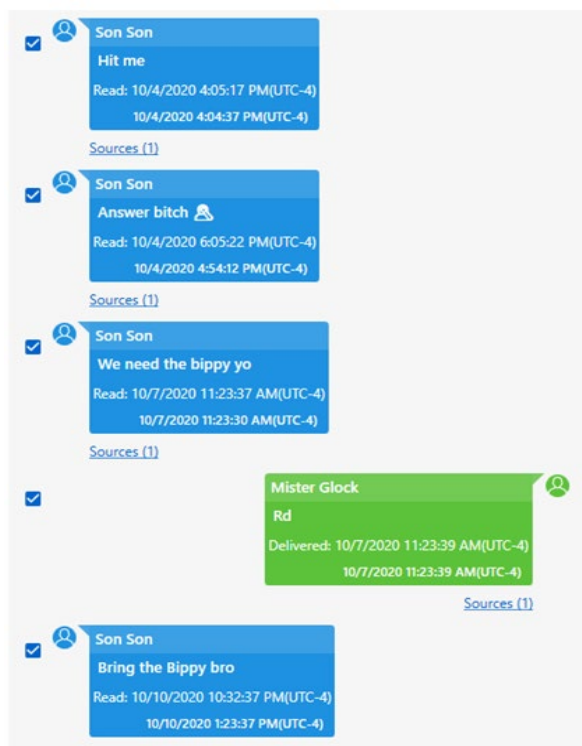 Son Son
Hit me
Read: 10/4/2020 4:05:17 PM(UTC-4)
10/4/2020 4:04:37 PM(UTC-4)
Sources (1)
Son Son
Answer bitch
Read: 10/4/2020 6:05:22 PM(UTC-4)
10/4/2020 4:54:12 PM(UTC-4)
Sources (1)
Son Son
We need the bippy yo
Read: 10/7/2020 11:23:37 AM(UTC-4)
10/7/2020 11:23:30 AM(UTC-4)
Sources (1)
Mister Glock
Rd
Delivered: 10/7/2020 11:23:39 AM(UTC-4)
10/7/2020 11:23:39 AM(UTC-4)
Sources (1)
Son Son
Bring the Bippy bro
Read: 10/10/2020 10:32:37 PM(UTC-4)
10/10/2020 1:23:37 PM(UTC-4)